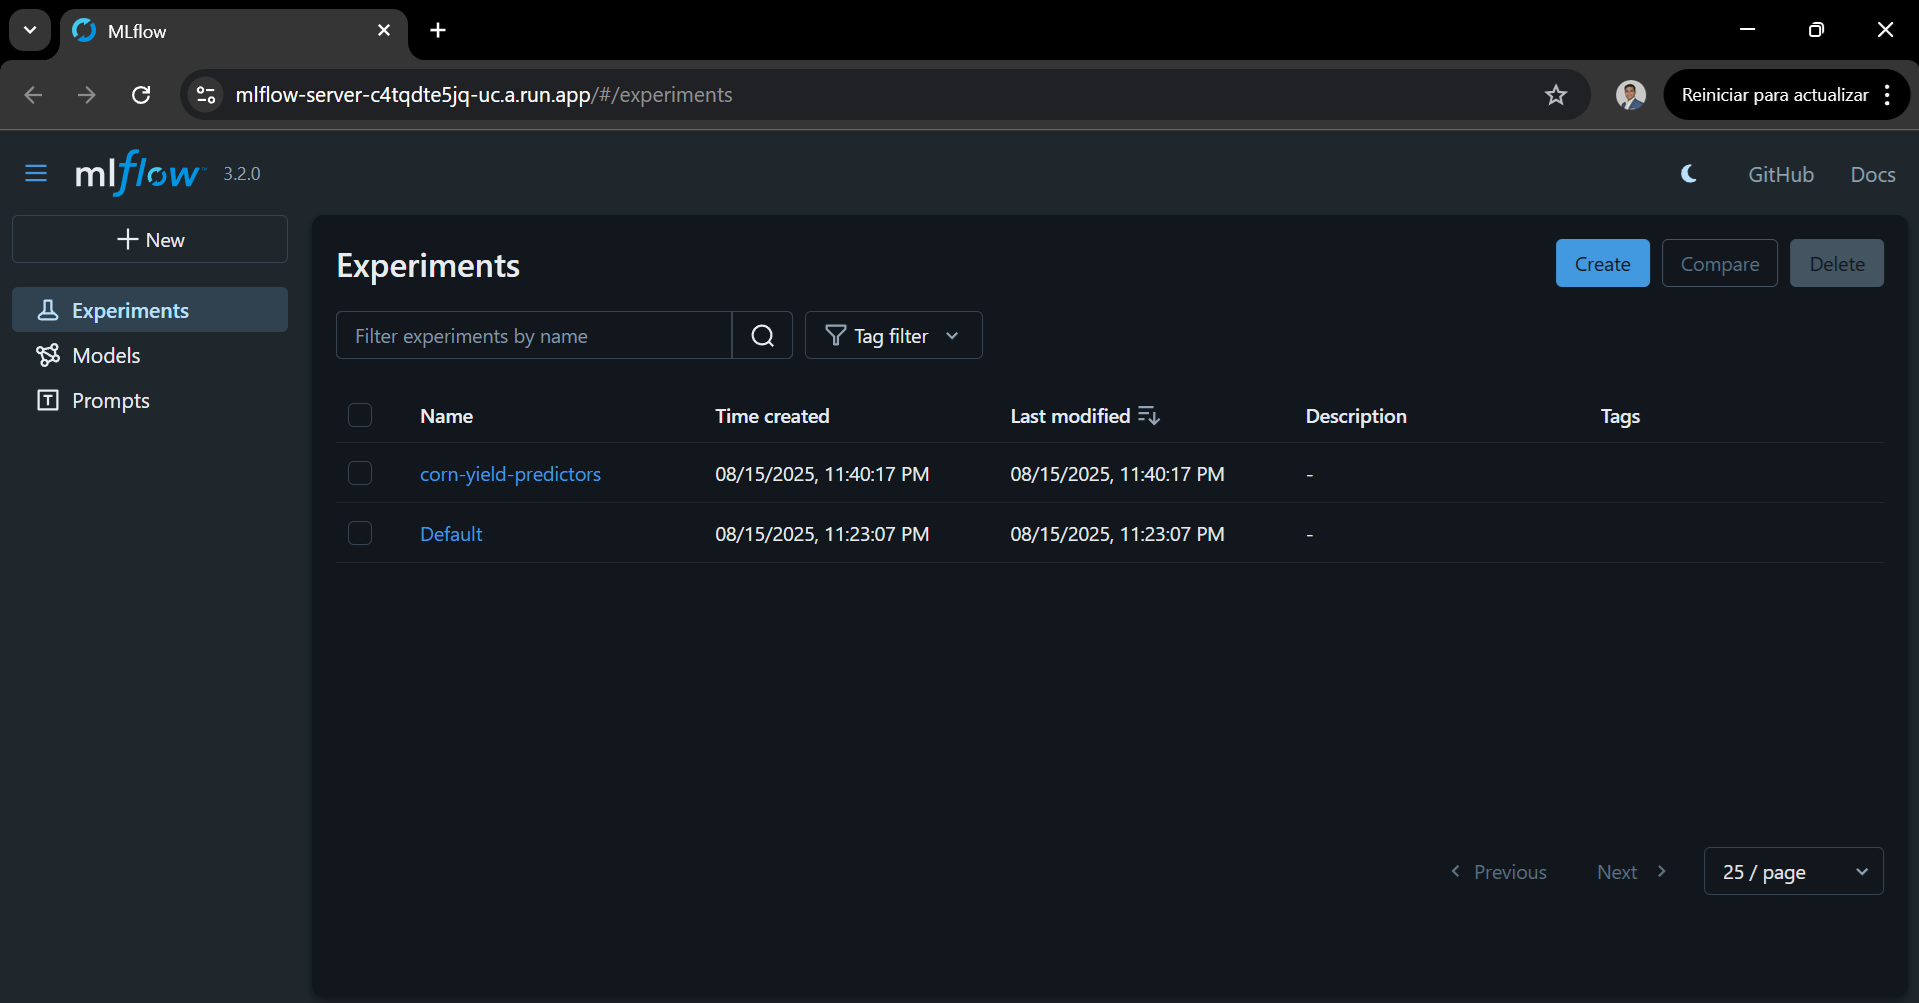 MLflow
mlflow-server-c4tqdte5jq-uc.a.run.app/#/experiments
Reiniciar para actualizar
mlflow 3.2.0
GitHub
Docs
New
Experiments
Models
Prompts
Experiments
Create
Compare
Delete
Filter experiments by name
Tag filter
Name Time created Last modified Description Tags
corn-yield-predictors 08/15/2025, 11:40:17 PM 08/15/2025, 11:40:17 PM -
Default 08/15/2025, 11:23:07 PM 08/15/2025, 11:23:07 PM -
Previous
Next
25 / page